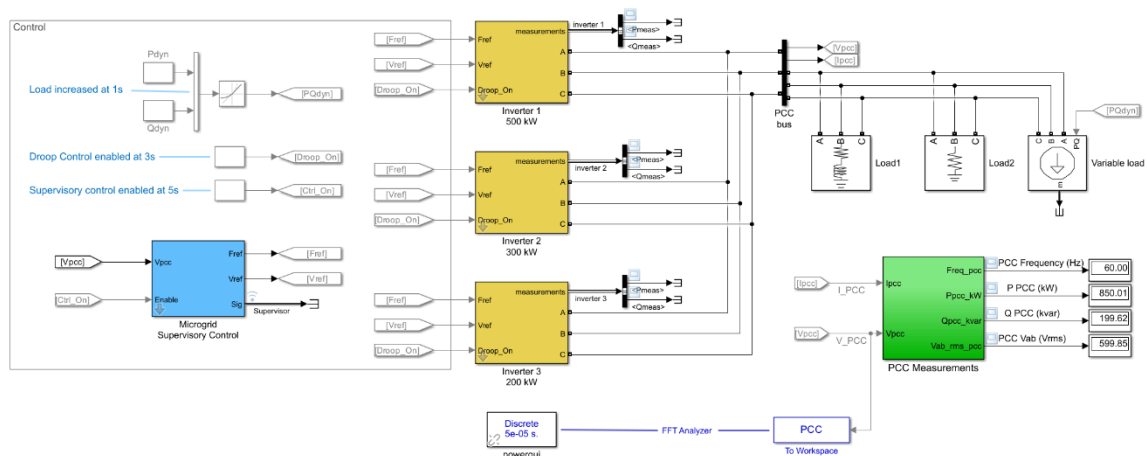 Control
Pdyn
Load increased at 1s
[PQdyn]
Qdyn
Droop Control enabled at 3s
[Droop_On]
Supervisory control enabled at 5s
[Ctrl_On]
[Vpcc]
Vpcc
Fref
[Fref]
Vref
[Vref]
[Ctrl_On]
Enable
Sig
Supervisor
Microgrid
Supervisory Control
[Fref]
Fref
measurements
inverter 1
<Pmeas>
<Qmeas>
[Vref]
Vref
A
B
[Droop_On]
Droop_On
C
Inverter 1
500 kW
[Fref]
Fref
measurements
inverter 2
<Pmeas>
<Qmeas>
[Vref]
Vref
A
B
[Droop_On]
Droop_On
C
Inverter 2
300 kW
[Fref]
Fref
measurements
inverter 3
<Pmeas>
<Qmeas>
[Vref]
Vref
A
B
[Droop_On]
Droop_On
C
Inverter 3
200 kW
[Vpcc]
[Ipcc]
PCC
bus
A
B
C
Load1
A
B
C
Load2
[PQdyn]
C
B
A
PQ
E
Variable load
[Ipcc]
I_PCC
Ipcc
[Vpcc]
V_PCC
Vpcc
Freq_pcc
PCC Frequency (Hz)
60.00
Ppcc_kW
P PCC (kW)
850.01
Qpcc_kvar
Q PCC (kvar)
199.62
Vab_rms_pcc
PCC Vab (Vrms)
599.85
PCC Measurements
Discrete
5e-05 s.
powergui
FFT Analyzer
PCC
To Workspace